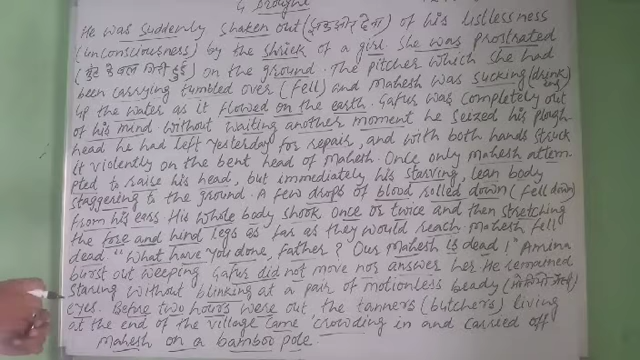 & Drought
He was suddenly shaken out (झकझोर देना) of his listlessness
(unconsciousness) by the shrick of a girl. She was prostrated
(मुंह के बल गिरी हुई) on the ground. The pitcher which she had
been carrying tumbled over (fell) and Mahesh was sucking (drinking)
up the water as it flowed on the earth. Gafur was completely out
of his mind without waiting another moment he seized his plough-
head he had left yesterday for repair, and with both hands struck
it violently on the bent head of Mahesh. Once only Mahesh attem-
pted to raise his head, but immediately his starving, lean body
staggering to the ground. A few drops of blood rolled down (fell down)
from his ears His whole body shook once or twice and then stretching
the fore and hind legs as far as they would reach Mahesh fell
dead "What have you done, father? Our Mahesh is dead!" Amina
burst out weeping Gafur did not move nor answer her. He remained
staring without blinking at a pair of motionless beady
eyes. Before two hours were out the tanners (butchers) living
at the end of the village came crowding in and carried off
Mahesh on a bamboo pole.